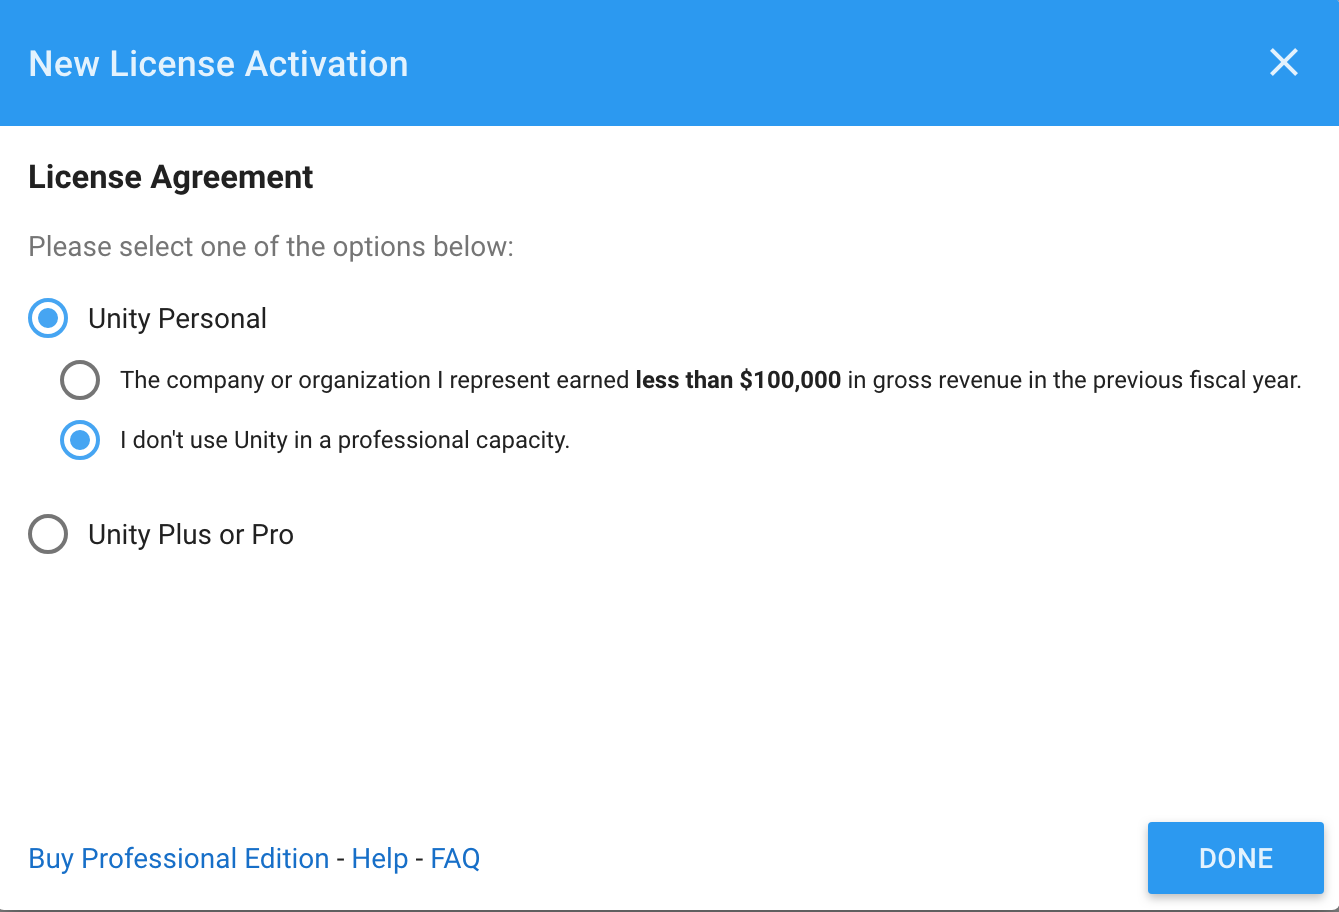 New License Activation
License Agreement
Please select one of the options below:
Unity Personal
The company or organization I represent earned less than $100,000 in gross revenue in the previous fiscal year.
I don't use Unity in a professional capacity.
Unity Plus or Pro
Buy Professional Edition - Help - FAQ
DONE